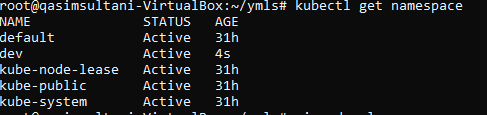 root@qasimsultani-VirtualBox:~/ymls# kubectl get namespace
NAME STATUS AGE
default Active 31h
dev Active 4s
kube-node-lease Active 31h
kube-public Active 31h
kube-system Active 31h